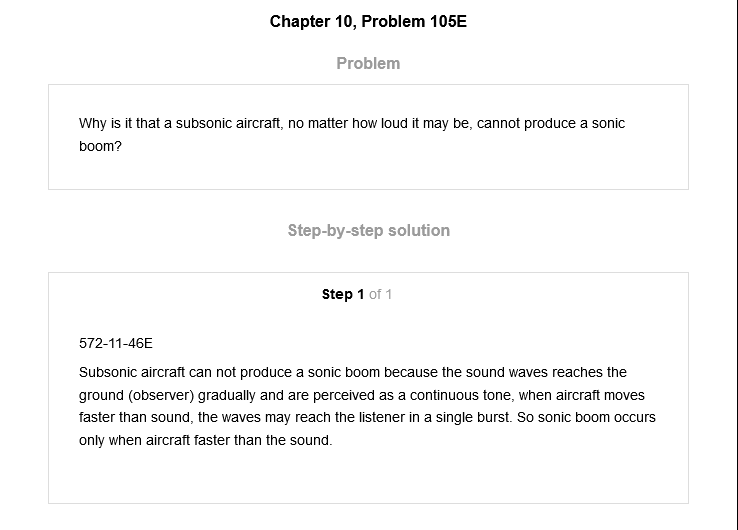 Chapter 10, Problem 105E
Problem
Why is it that a subsonic aircraft, no matter how loud it may be, cannot produce a sonic
boom?
Step-by-step solution
Step 1 of 1
572-11-46E
Subsonic aircraft can not produce a sonic boom because the sound waves reaches the
ground (observer) gradually and are perceived as a continuous tone, when aircraft moves
faster than sound, the waves may reach the listener in a single burst. So sonic boom occurs
only when aircraft faster than the sound.